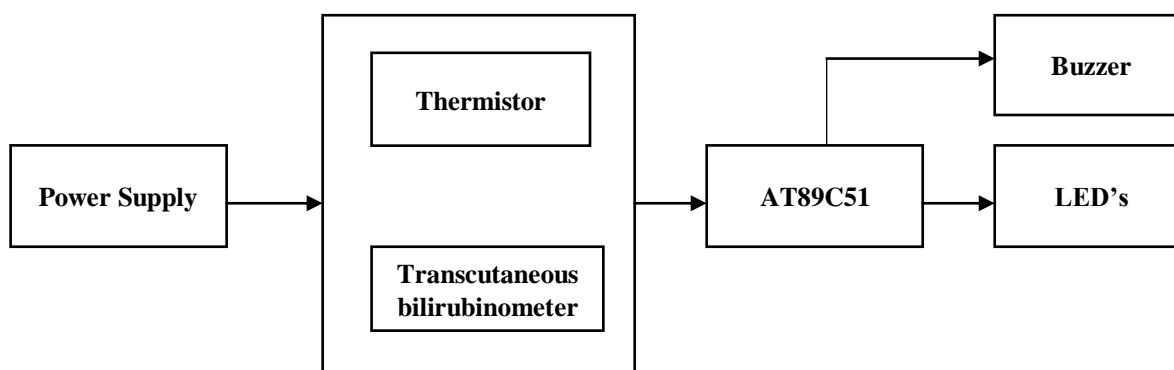 Buzzer
Thermistor
Power Supply
AT89C51
LED’s
Transcutaneous
bilirubinometer